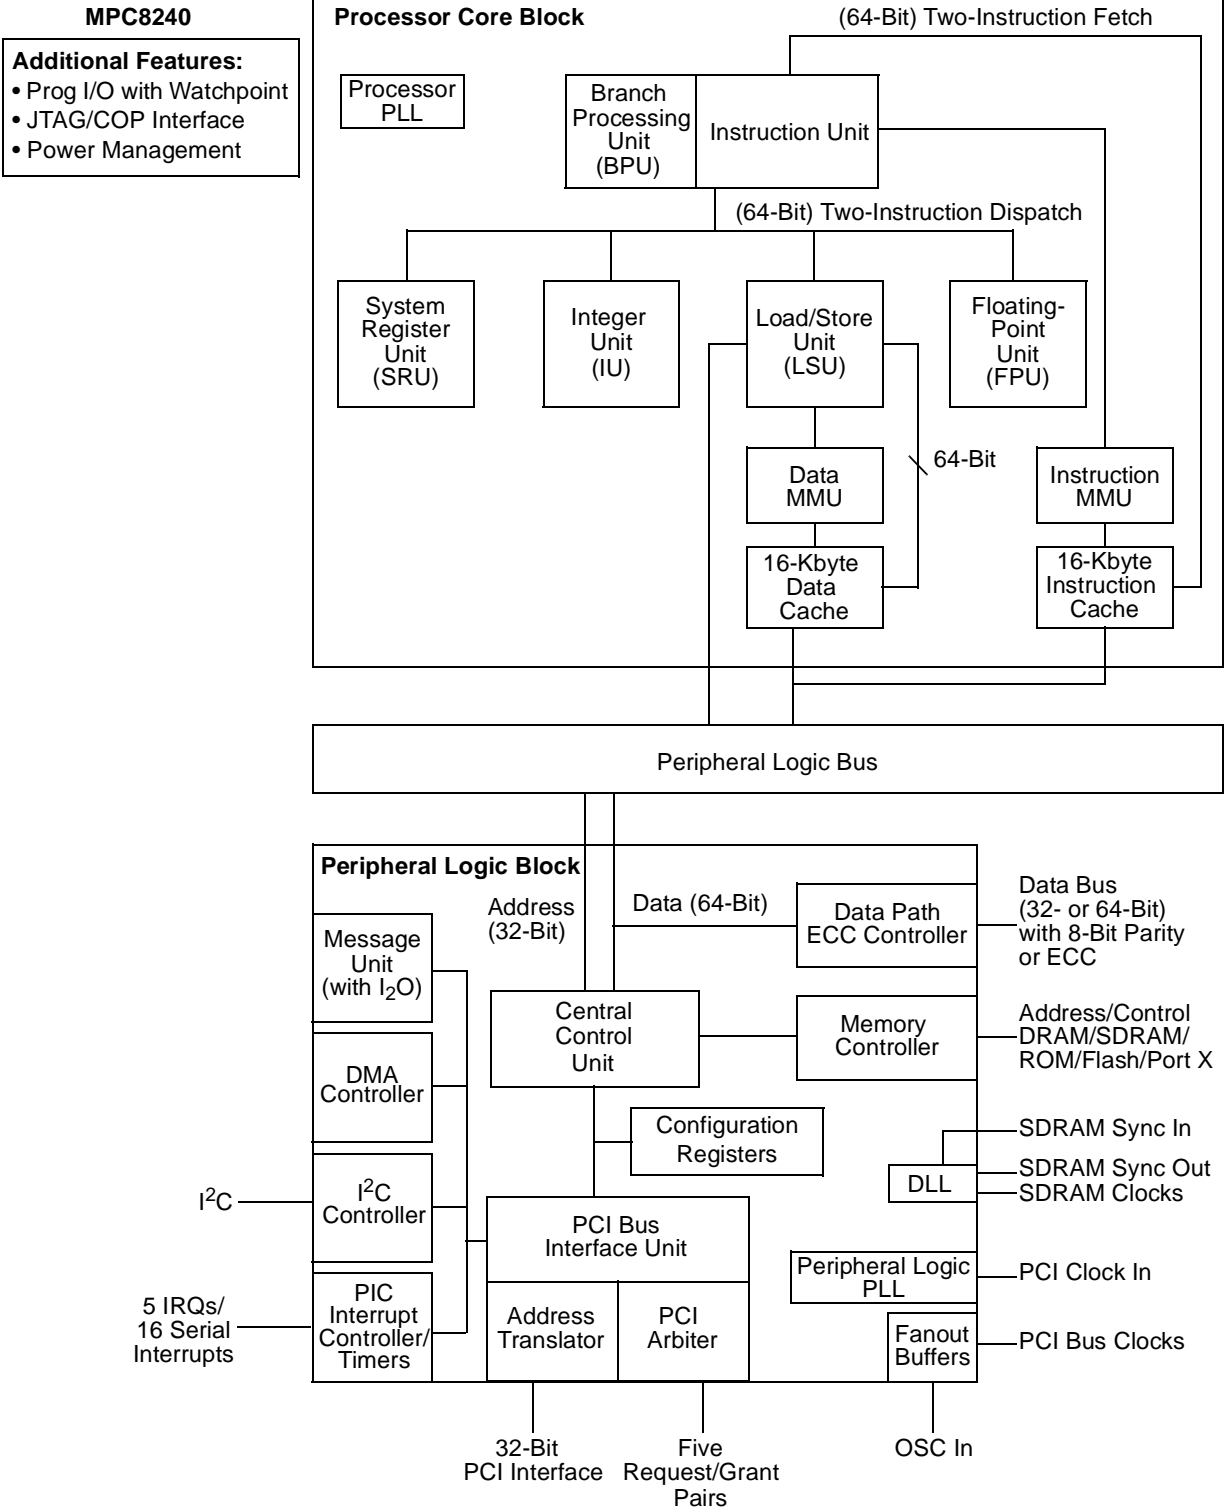 MPC8240
Additional Features:
• Prog I/O with Watchpoint
• JTAG/COP Interface
• Power Management
Processor Core Block
(64-Bit) Two-Instruction Fetch
Processor
PLL
Branch
Processing
Unit
(BPU)
Instruction Unit
(64-Bit) Two-Instruction Dispatch
System
Register
Unit
(SRU)
Integer
Unit
(IU)
Load/Store
Unit
(LSU)
Floating-
Point
Unit
(FPU)
64-Bit
Data
MMU
Instruction
MMU
16-Kbyte
Data
Cache
16-Kbyte
Instruction
Cache
Peripheral Logic Bus
Peripheral Logic Block
Address
(32-Bit)
Data (64-Bit)
Data Path
ECC Controller
Data Bus
(32- or 64-Bit)
with 8-Bit Parity
or ECC
Message
Unit
(with I2O)
Central
Control
Unit
Memory
Controller
Address/Control
DRAM/SDRAM/
ROM/Flash/Port X
DMA
Controller
Configuration
Registers
SDRAM Sync In
DLL
SDRAM Sync Out
SDRAM Clocks
I2C
I2C
Controller
PCI Bus
Interface Unit
Peripheral Logic
PLL
PCI Clock In
5 IRQs/
16 Serial
Interrupts
PIC
Interrupt
Controller/
Timers
Address
Translator
PCI
Arbiter
Fanout
Buffers
PCI Bus Clocks
32-Bit
PCI Interface
Five
Request/Grant
Pairs
OSC In